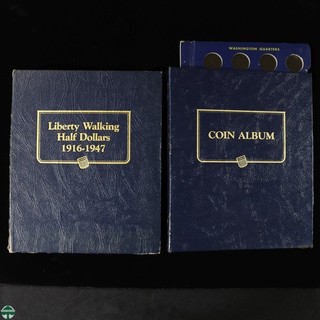 Liberty Walking
Half Dollars
1916-1947
WASHINGTON QUARTERS
COIN ALBUM